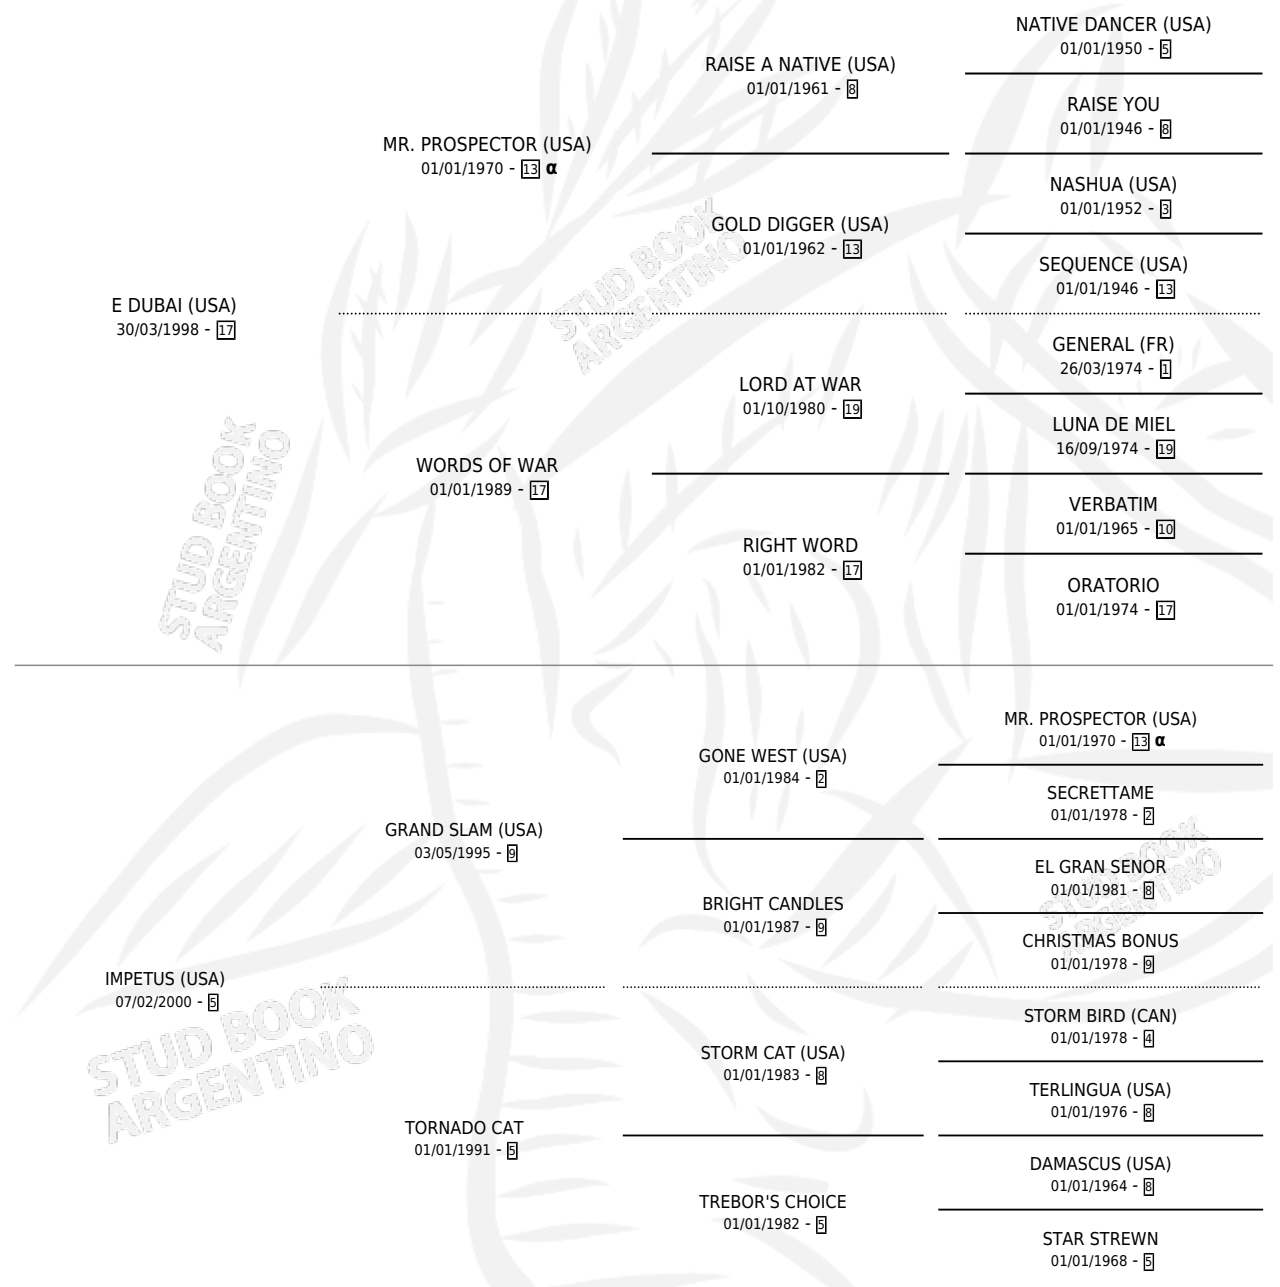 NATIVE DANCER (USA)
01/01/1950 - 5
RAISE A NATIVE (USA)
01/01/1961 - 8
RAISE YOU
01/01/1946 - 8
MR. PROSPECTOR (USA)
01/01/1970 - 13 α
NASHUA (USA)
01/01/1952 - 3
GOLD DIGGER (USA)
01/01/1962 - 13
SEQUENCE (USA)
01/01/1946 - 13
E DUBAI (USA)
30/03/1998 - 17
GENERAL (FR)
26/03/1974 - 1
LORD AT WAR
01/10/1980 - 19
LUNA DE MIEL
16/09/1974 - 19
WORDS OF WAR
01/01/1989 - 17
VERBATIM
01/01/1965 - 10
RIGHT WORD
01/01/1982 - 17
ORATORIO
01/01/1974 - 17
STUD BOOK
ARGENTINO
STUD BOOK
ARGENTINO
MR. PROSPECTOR (USA)
01/01/1970 - 13 α
GONE WEST (USA)
01/01/1984 - 2
SECRETTAME
01/01/1978 - 2
GRAND SLAM (USA)
03/05/1995 - 9
EL GRAN SENOR
01/01/1981 - 8
BRIGHT CANDLES
01/01/1987 - 9
CHRISTMAS BONUS
01/01/1978 - 9
IMPETUS (USA)
07/02/2000 - 5
STORM BIRD (CAN)
01/01/1978 - 4
STORM CAT (USA)
01/01/1983 - 8
TERLINGUA (USA)
01/01/1976 - 8
TORNADO CAT
01/01/1991 - 5
DAMASCUS (USA)
01/01/1964 - 8
TREBOR'S CHOICE
01/01/1982 - 5
STAR STREWN
01/01/1968 - 5
STUD BOOK
ARGENTINO
STUD BOOK
ARGENTINO